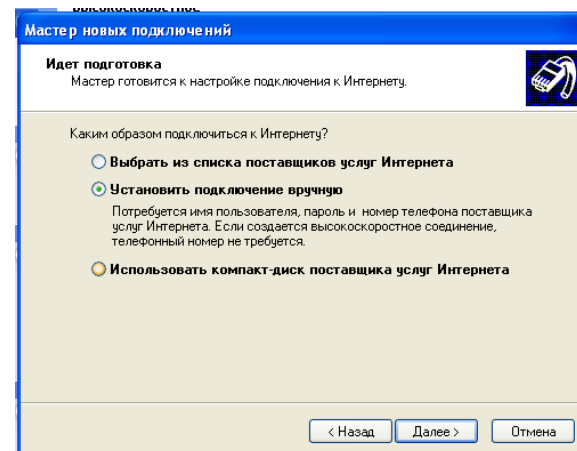 высокоскоростное
Мастер новых подключений
Идет подготовка
Мастер готовится к настройке подключения к Интернету.
Каким образом подключиться к Интернету?
Выбрать из списка поставщиков услуг Интернета
Установить подключение вручную
Потребуется имя пользователя, пароль и номер телефона поставщика
услуг Интернета. Если создается высокоскоростное соединение,
телефонный номер не требуется.
Использовать компакт-диск поставщика услуг Интернета
< Назад Далее > Отмена